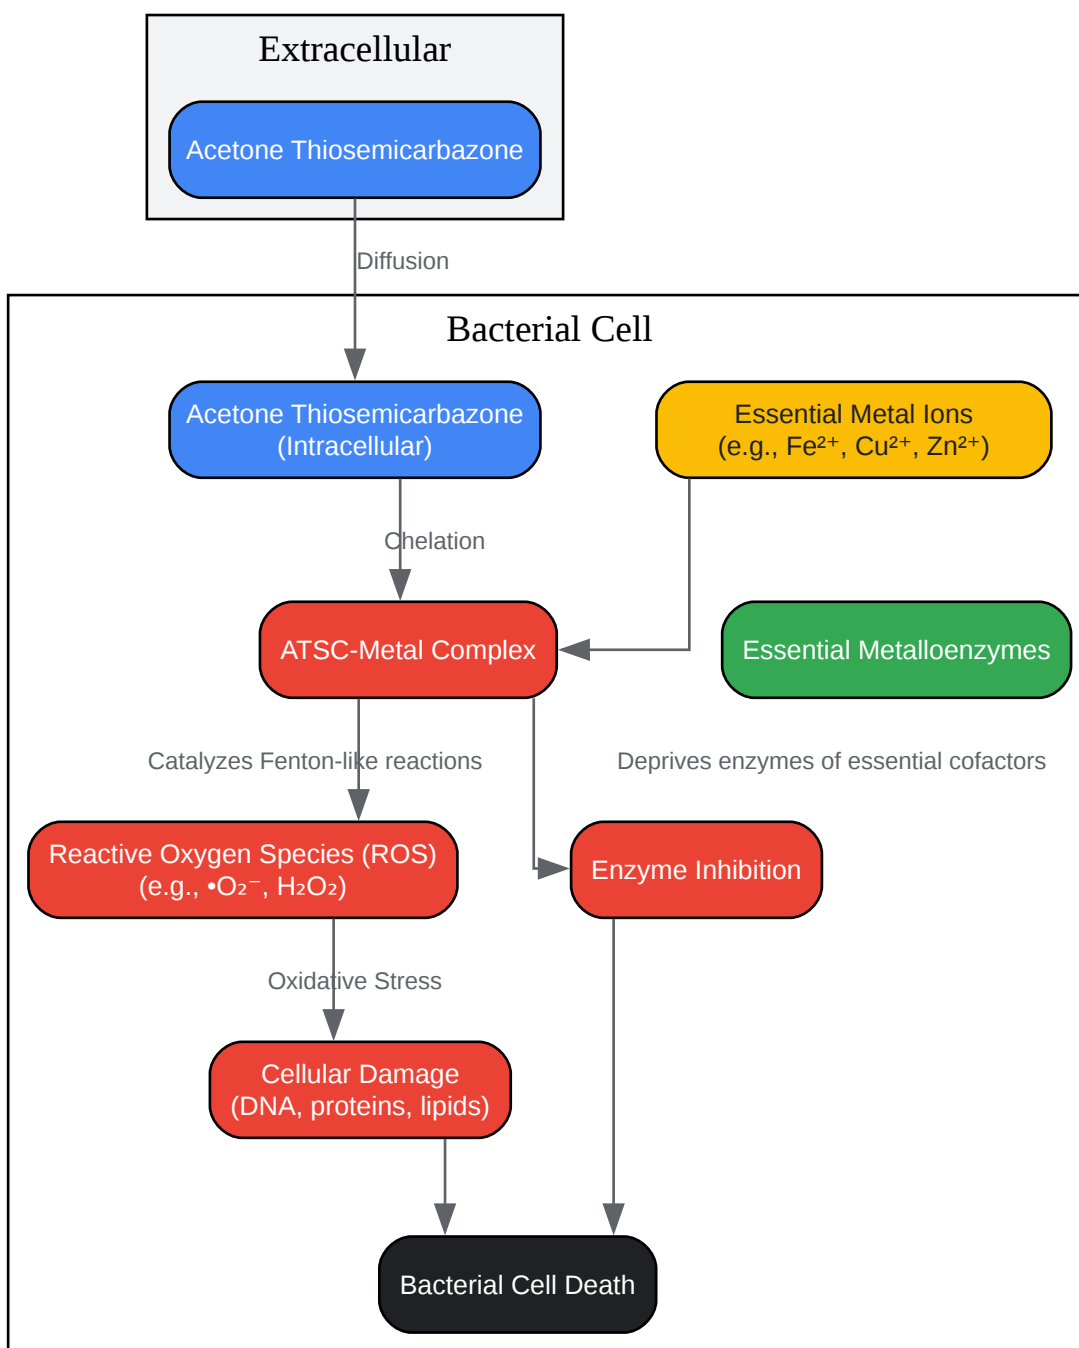 Extracellular
Acetone Thiosemicarbazone
Diffusion
Bacterial Cell
Acetone Thiosemicarbazone
(Intracellular)
Essential Metal Ions
(e.g., Fe²⁺, Cu²⁺, Zn²⁺)
Chelation
ATSC-Metal Complex
Essential Metalloenzymes
Catalyzes Fenton-like reactions
Deprives enzymes of essential cofactors
Reactive Oxygen Species (ROS)
(e.g., •O₂⁻, H₂O₂)
Enzyme Inhibition
Oxidative Stress
Cellular Damage
(DNA, proteins, lipids)
Bacterial Cell Death